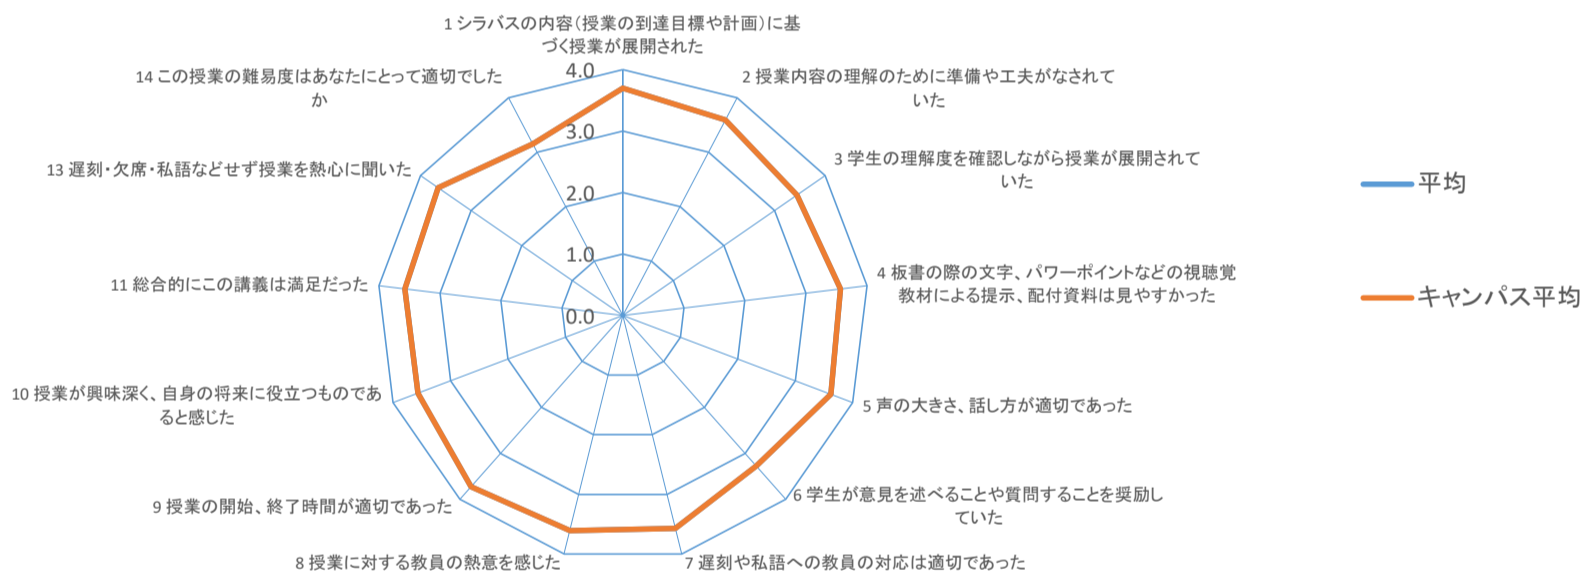 1 シラバスの内容（授業の到達目標や計画）に基
づく授業が展開された
2 授業内容の理解のために準備や工夫がなされて
いた
3 学生の理解度を確認しながら授業が展開されて
いた
4 板書の際の文字、パワーポイントなどの視聴覚
教材による提示、配付資料は見やすかった
5 声の大きさ、話し方が適切であった
6 学生が意見を述べることや質問することを奨励し
ていた
7 遅刻や私語への教員の対応は適切であった
8 授業に対する教員の熱意を感じた
9 授業の開始、終了時間が適切であった
10 授業が興味深く、自身の将来に役立つものであ
ると感じた
11 総合的にこの講義は満足だった
13 遅刻・欠席・私語などせず授業を熱心に聞いた
14 この授業の難易度はあなたにとって適切でした
か
4.0
3.0
2.0
1.0
0.0
平均
キャンパス平均